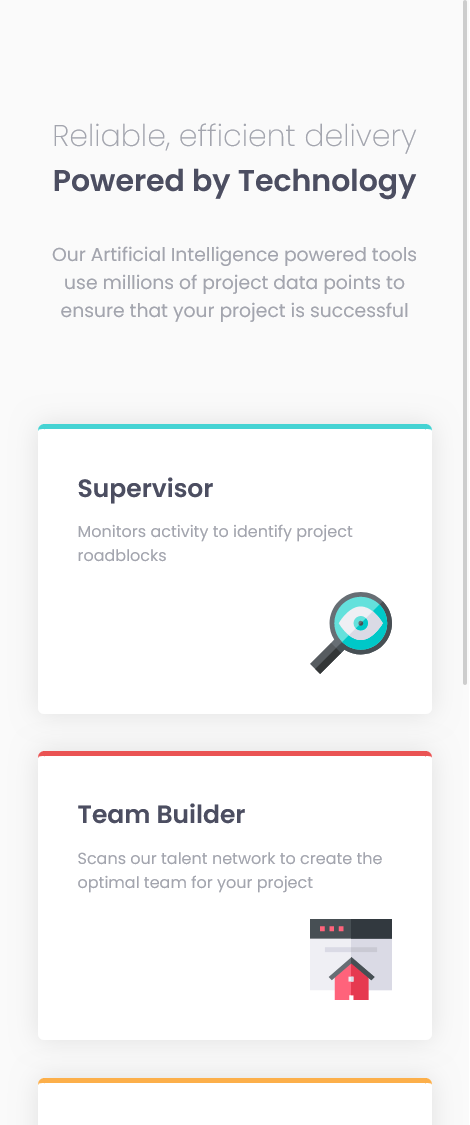 Reliable, efficient delivery
Powered by Technology
Our Artificial Intelligence powered tools
use millions of project data points to
ensure that your project is successful
Supervisor
Monitors activity to identify project
roadblocks
Team Builder
Scans our talent network to create the
optimal team for your project